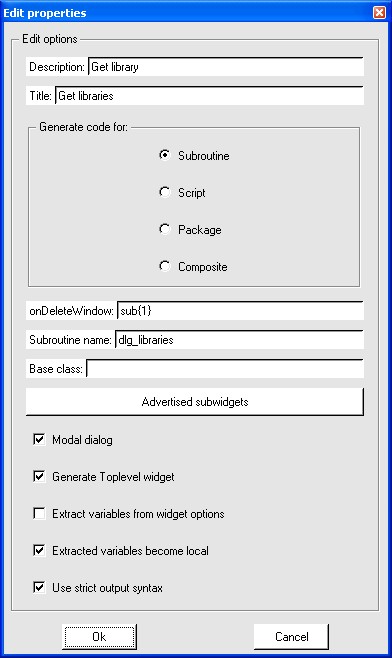 Edit properties
Edit options
Description: Get library
Title: Get libraries
Generate code for:
Subroutine
Script
Package
Composite
onDeleteWindow: sub{1}
Subroutine name: dlg_libraries
Base class:
Advertised subwidgets
Modal dialog
Generate Toplevel widget
Extract variables from widget options
Extracted variables become local
Use strict output syntax
Ok Cancel